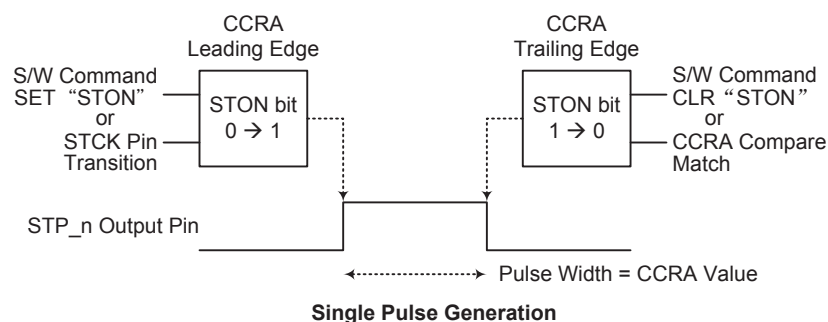 CCRA
Leading Edge
S/W Command
SET “STON”
or
STCK Pin
Transition
STON bit
0 → 1
CCRA
Trailing Edge
STON bit
1 → 0
S/W Command
CLR “STON”
or
CCRA Compare
Match
STP_n Output Pin
Pulse Width = CCRA Value
Single Pulse Generation